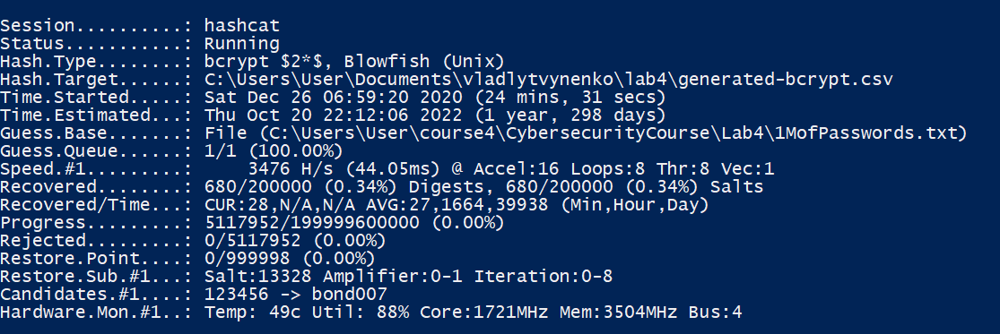 Session..........: hashcat
Status...........: Running
Hash.Type........: bcrypt $2*$, Blowfish (Unix)
Hash.Target......: C:\Users\User\Documents\vladlytvynenko\lab4\generated-bcrypt.csv
Time.Started.....: Sat Dec 26 06:59:20 2020 (24 mins, 31 secs)
Time.Estimated...: Thu Oct 20 22:12:06 2022 (1 year, 298 days)
Guess.Base.......: File (C:\Users\User\course4\CybersecurityCourse\Lab4\1MofPasswords.txt)
Guess.Queue......: 1/1 (100.00%)
Speed.#1.........:     3476 H/s (44.05ms) @ Accel:16 Loops:8 Thr:8 Vec:1
Recovered........: 680/200000 (0.34%) Digests, 680/200000 (0.34%) Salts
Recovered/Time...: CUR:28,N/A,N/A AVG:27,1664,39938 (Min,Hour,Day)
Progress.........: 5117952/199999600000 (0.00%)
Rejected.........: 0/5117952 (0.00%)
Restore.Point....: 0/999998 (0.00%)
Restore.Sub.#1...: Salt:13328 Amplifier:0-1 Iteration:0-8
Candidates.#1....: 123456 -> bond007
Hardware.Mon.#1..: Temp: 49c Util: 88% Core:1721MHz Mem:3504MHz Bus:4